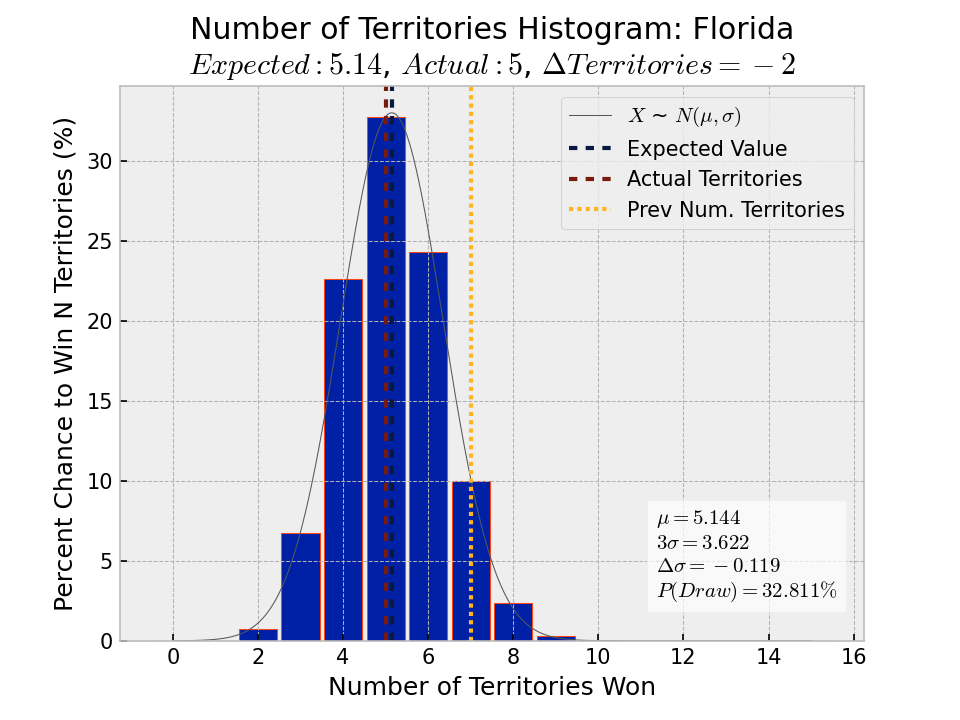 Number of Territories Histogram: Florida
Expected : 5.14, Actual : 5, ΔTerritories = −2
Percent Chance to Win N Territories (%)
30
25
20
15
10
5
0
X ~ N(μ, σ)
Expected Value
Actual Territories
Prev Num. Territories
μ = 5.144
3σ = 3.622
Δσ = −0.119
P(Draw) = 32.811%
0 2 4 6 8 10 12 14 16
Number of Territories Won